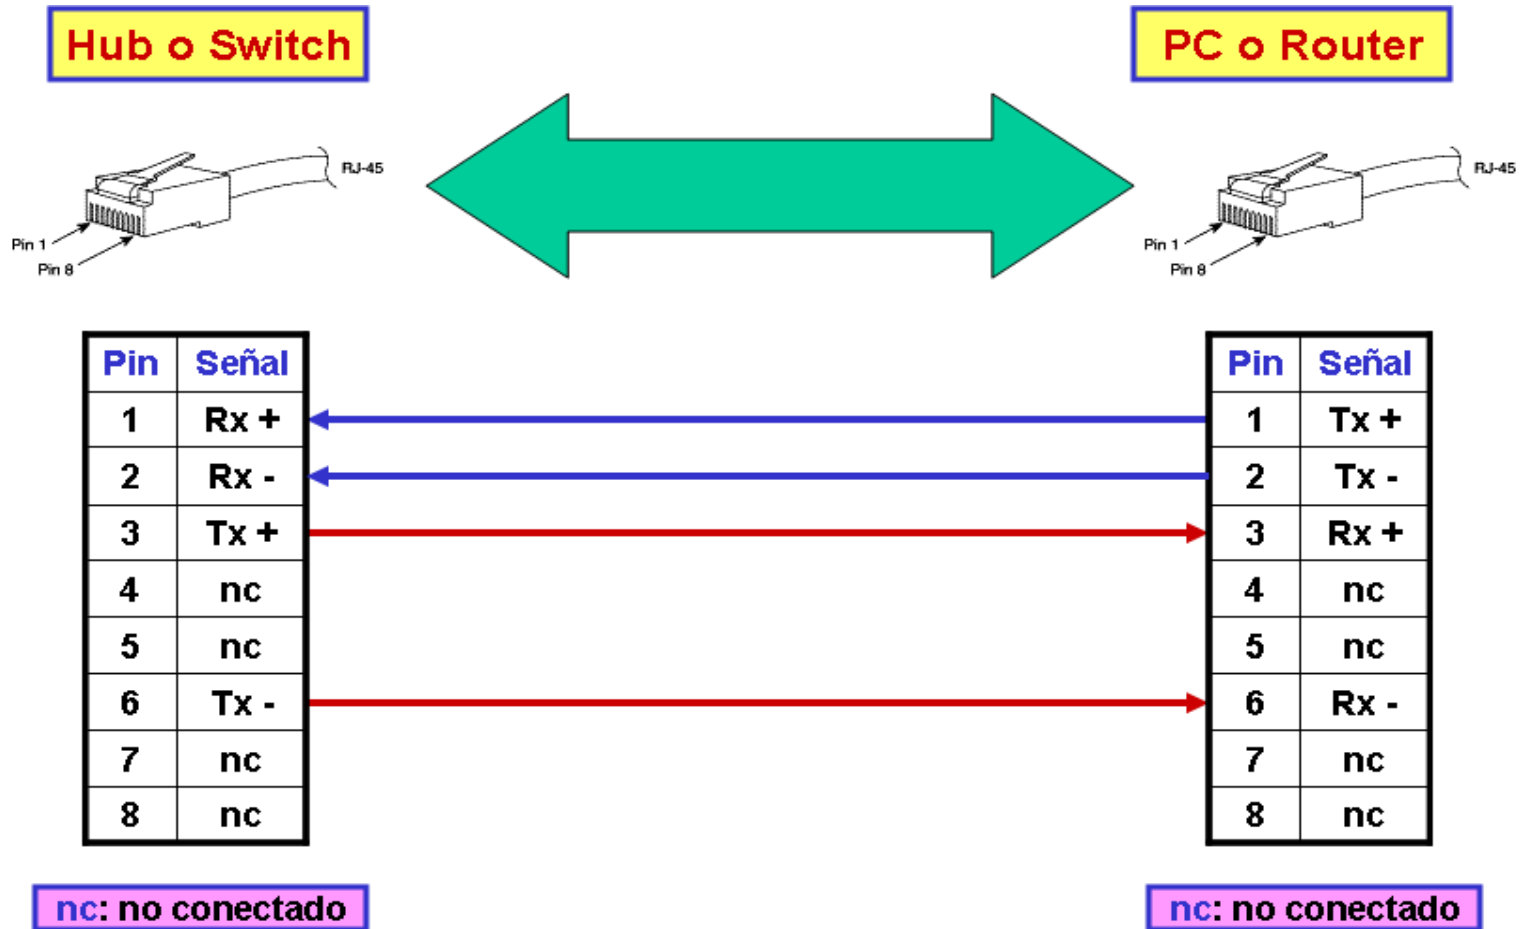 Hub o Switch
PC o Router
RJ-45
Pin 1
Pin 8
RJ-45
Pin 1
Pin 8
Pin Señal
1 Rx +
2 Rx -
3 Tx +
4 nc
5 nc
6 Tx -
7 nc
8 nc
Pin Señal
1 Tx +
2 Tx -
3 Rx +
4 nc
5 nc
6 Rx -
7 nc
8 nc
nc: no conectado
nc: no conectado